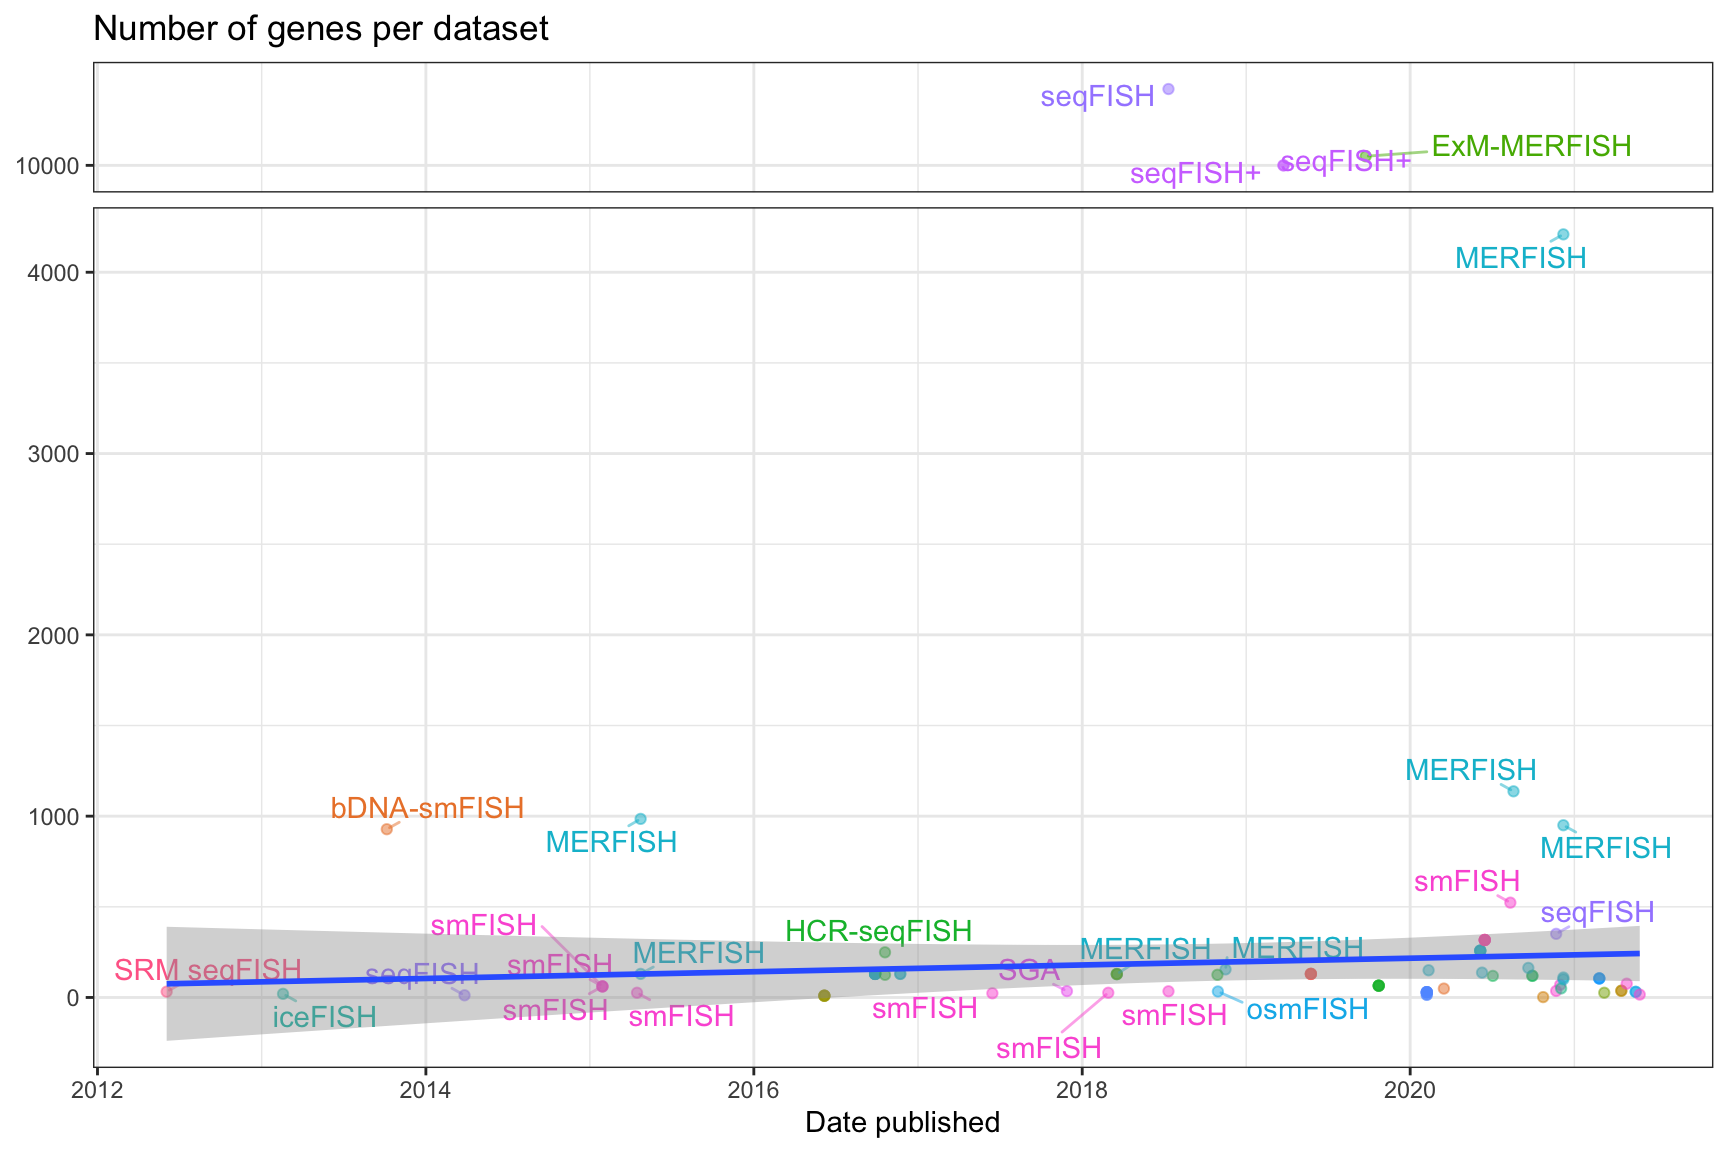 Number of genes per dataset
seqFISH
ExM-MERFISH
seqFISH+
10000
seqFISH+
MERFISH
4000
3000
2000
MERFISH
bDNA-smFISH
1000
MERFISH
MERFISH
smFISH
seqFISH
smFISH
HCR-seqFISH
MERFISH
MERFISH
MERFISH
smFISH
SRM seqFISH
seqFISH
SGA
0
smFISH
smFISH
osmFISH
iceFISH
smFISH
smFISH
smFISH
2012
2014
2016
2018
2020
Date published